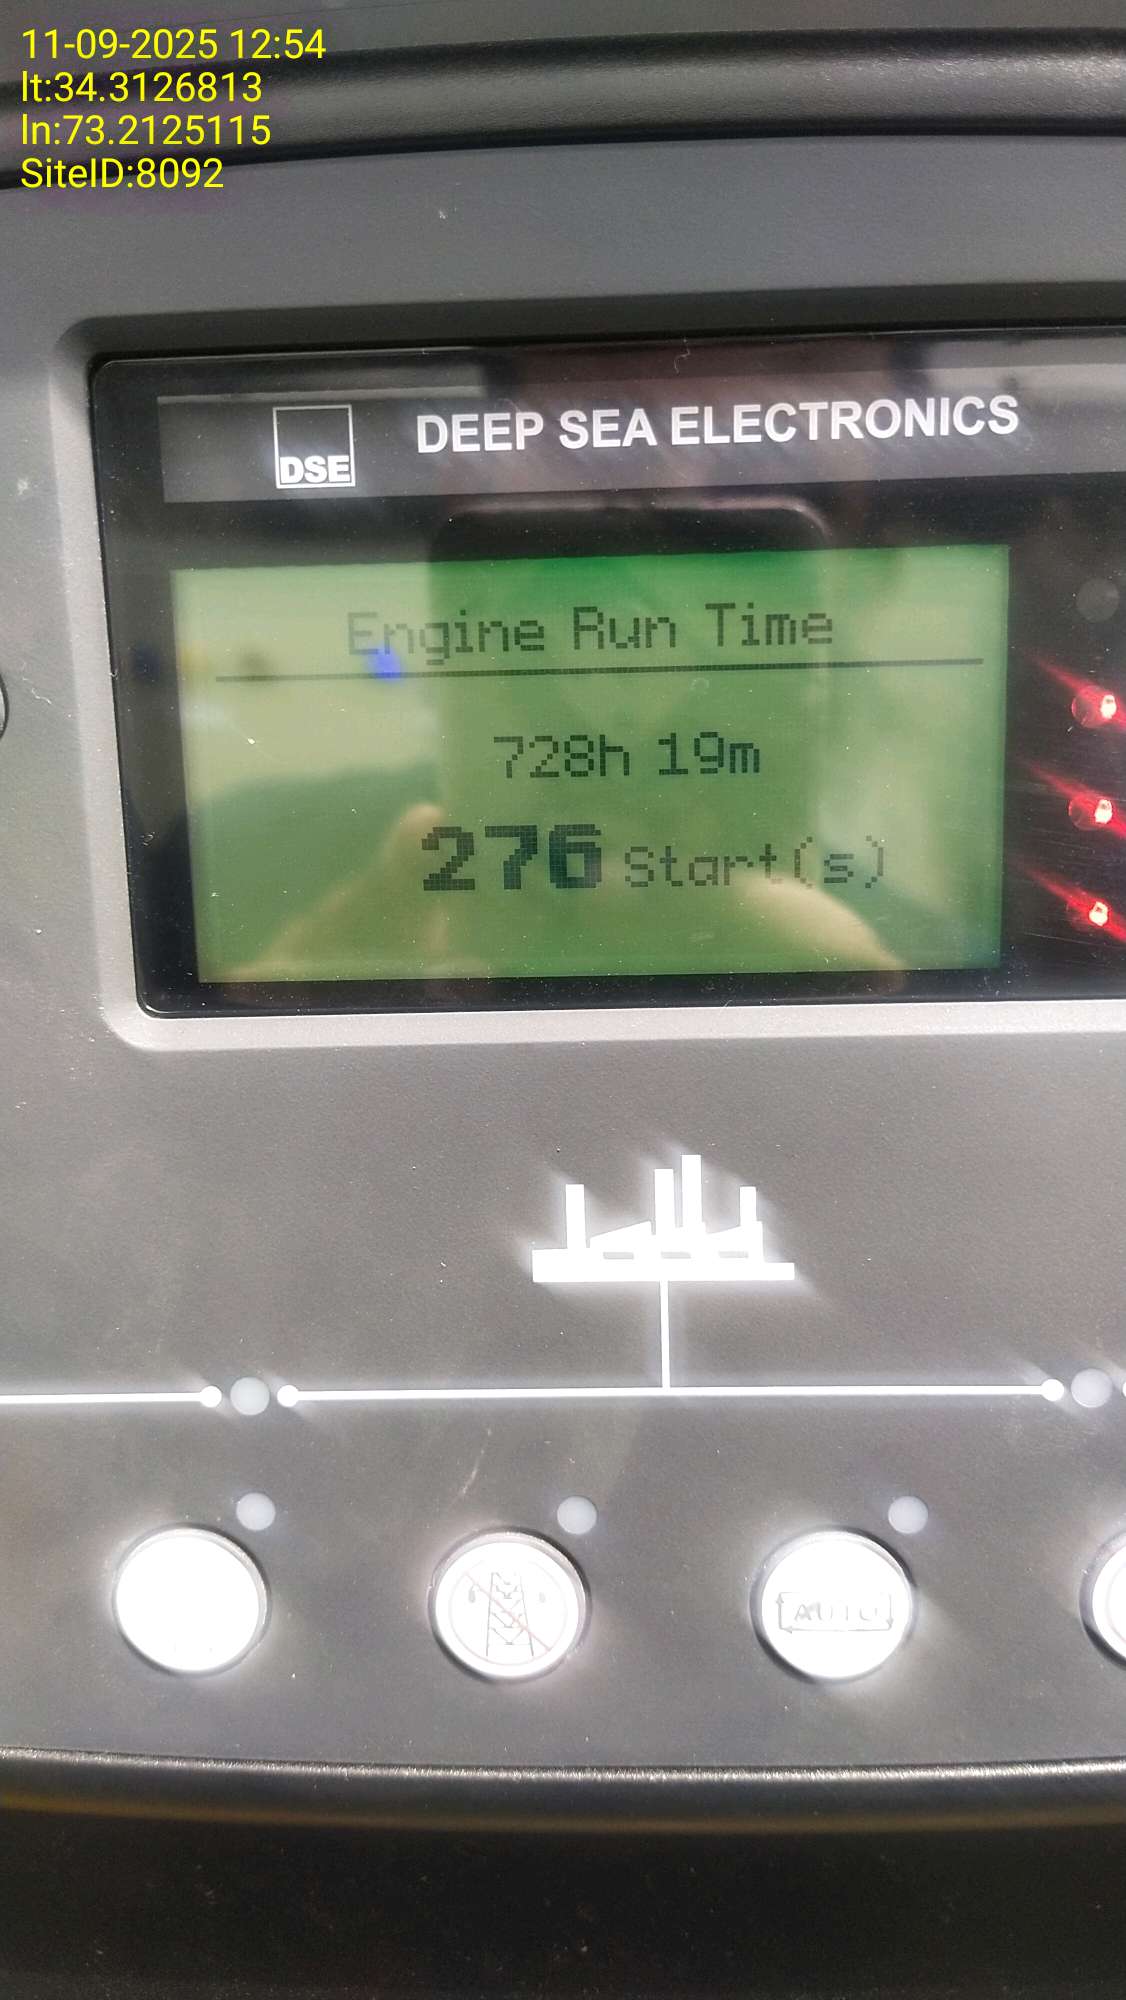 11-09-2025 12:54
lt:34.3126813
ln:73.2125115
SiteID:8092
DSE
DEEP SEA ELECTRONICS
Engine Run Time
728h 19m
276 Start(s)
AUTO